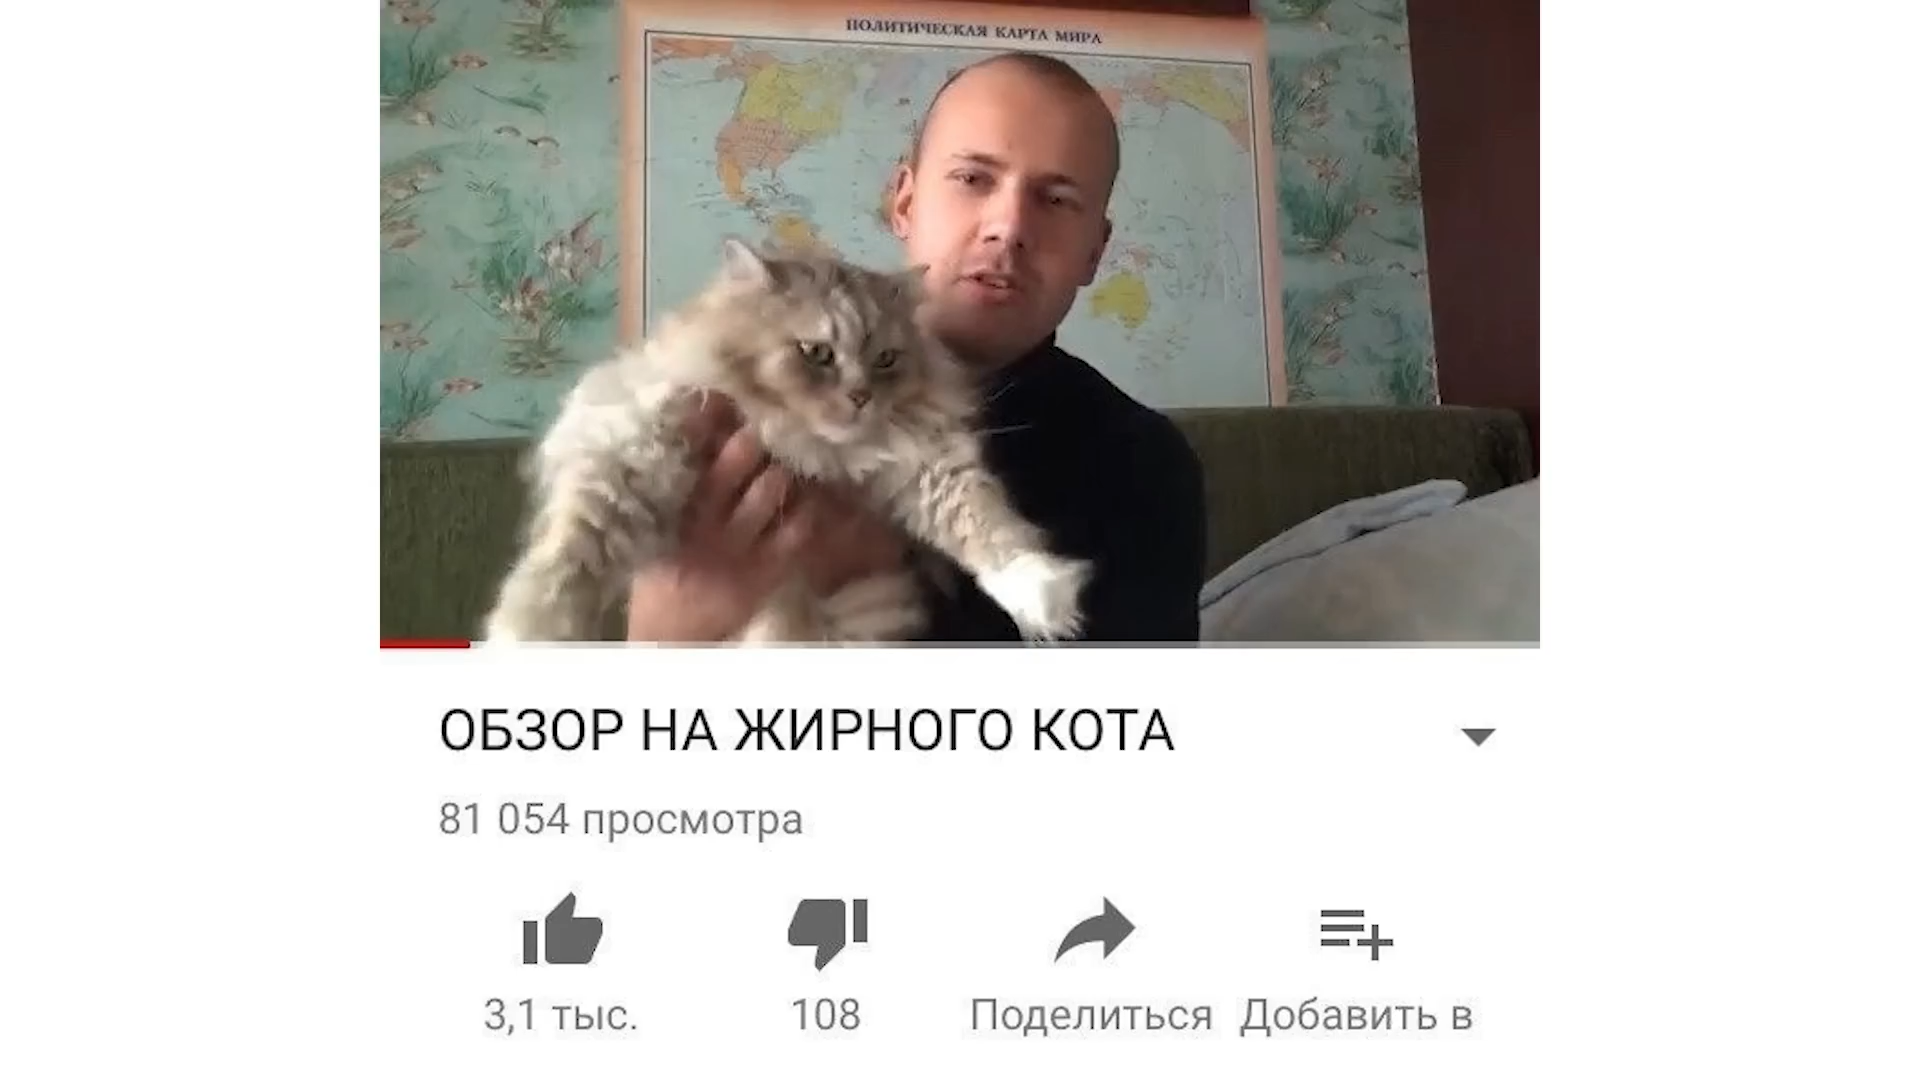 ПОЛИТИЧЕСКАЯ КАРТА МИРА
ОБЗОР НА ЖИРНОГО КОТА
81 054 просмотра
3,1 тыс.
108
Поделиться
Добавить в